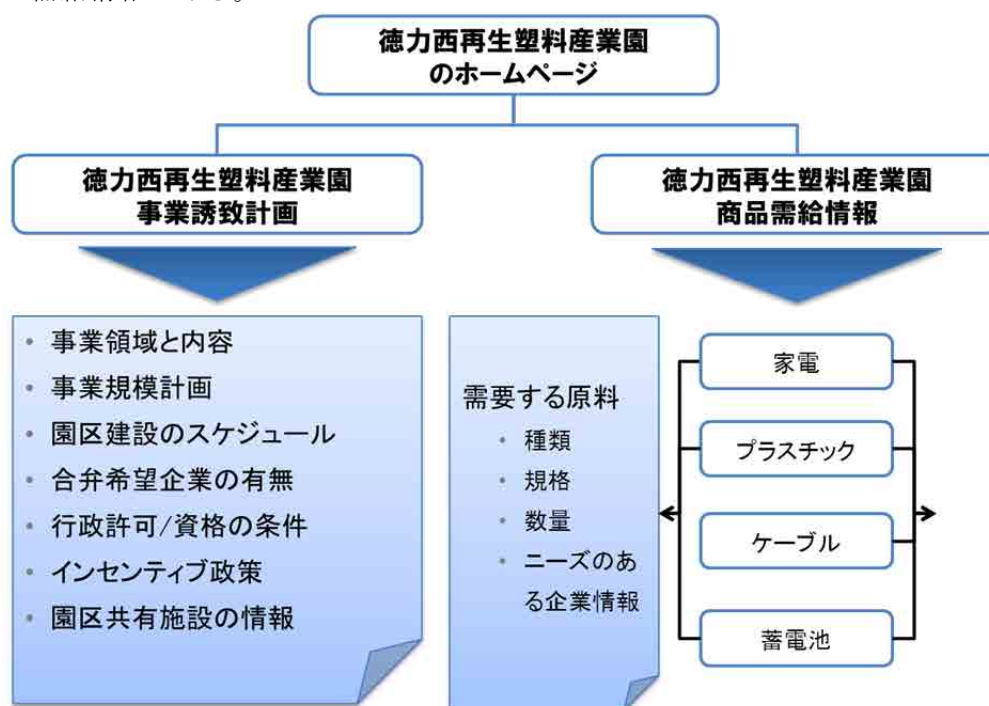 徳力西再生塑料産業園
のホームページ
徳力西再生塑料産業園
事業誘致計画
徳力西再生塑料産業園
商品需給情報
・ 事業領域と内容
・ 事業規模計画
・ 園区建設のスケジュール
・ 合弁希望企業の有無
・ 行政許可/資格の条件
・ インセンティブ政策
・ 園区共有施設の情報
需要する原料
・ 種類
・ 規格
・ 数量
・ ニーズのあ
る企業情報
家電
プラスチック
ケーブル
蓄電池